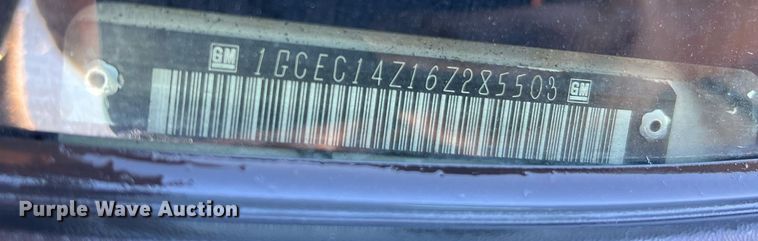 GM 1GCEC14Z16Z285503 GM
Purple Wave Auction